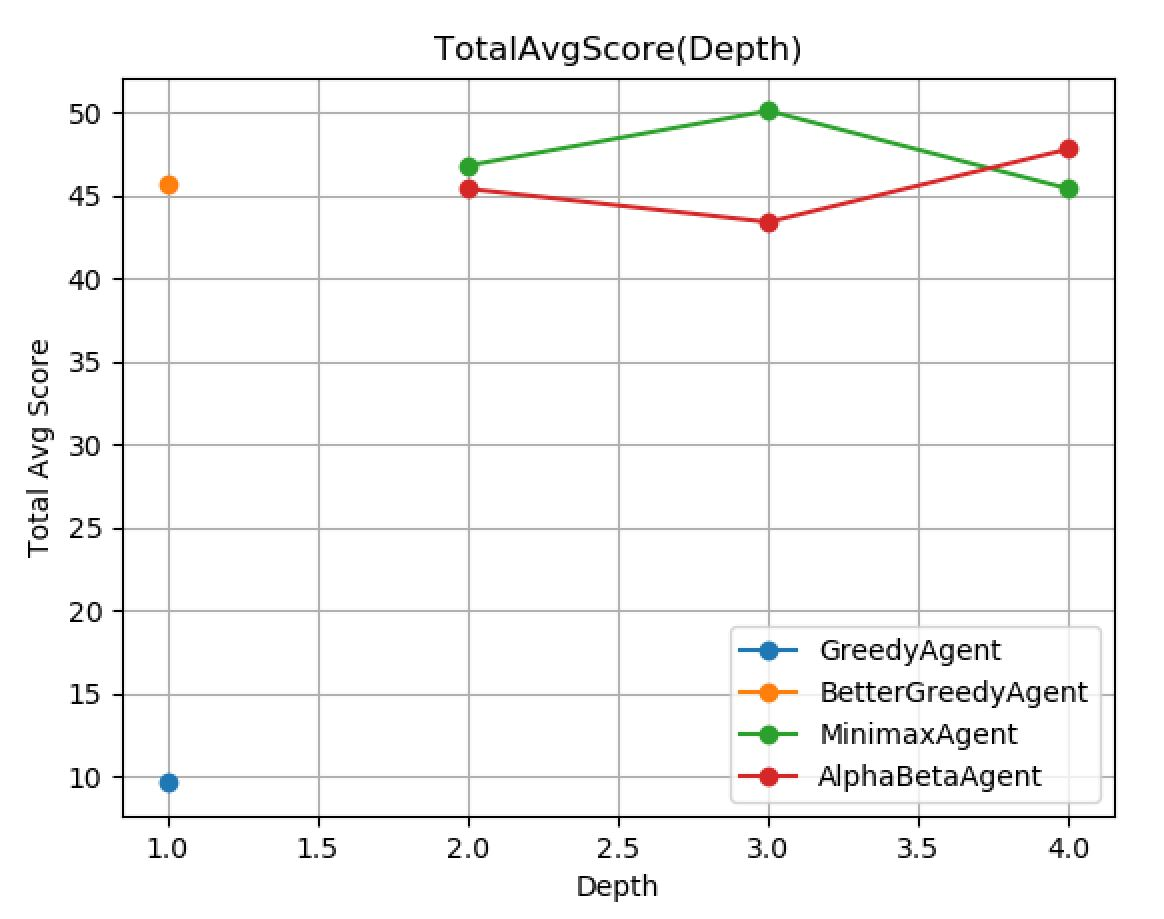 TotalAvgScore(Depth)
Total Avg Score
50
45
40
35
30
25
20
15
10
GreedyAgent
BetterGreedyAgent
MinimaxAgent
AlphaBetaAgent
1.0 1.5 2.0 2.5 3.0 3.5 4.0
Depth